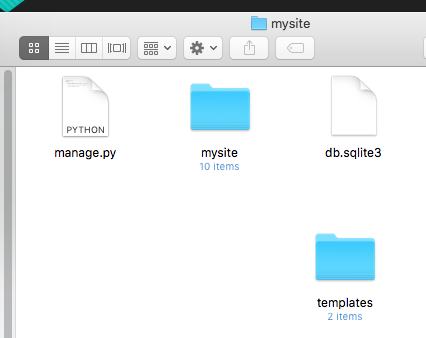 mysite
PYTHON
manage.py
mysite
10 items
db.sqlite3
templates
2 items